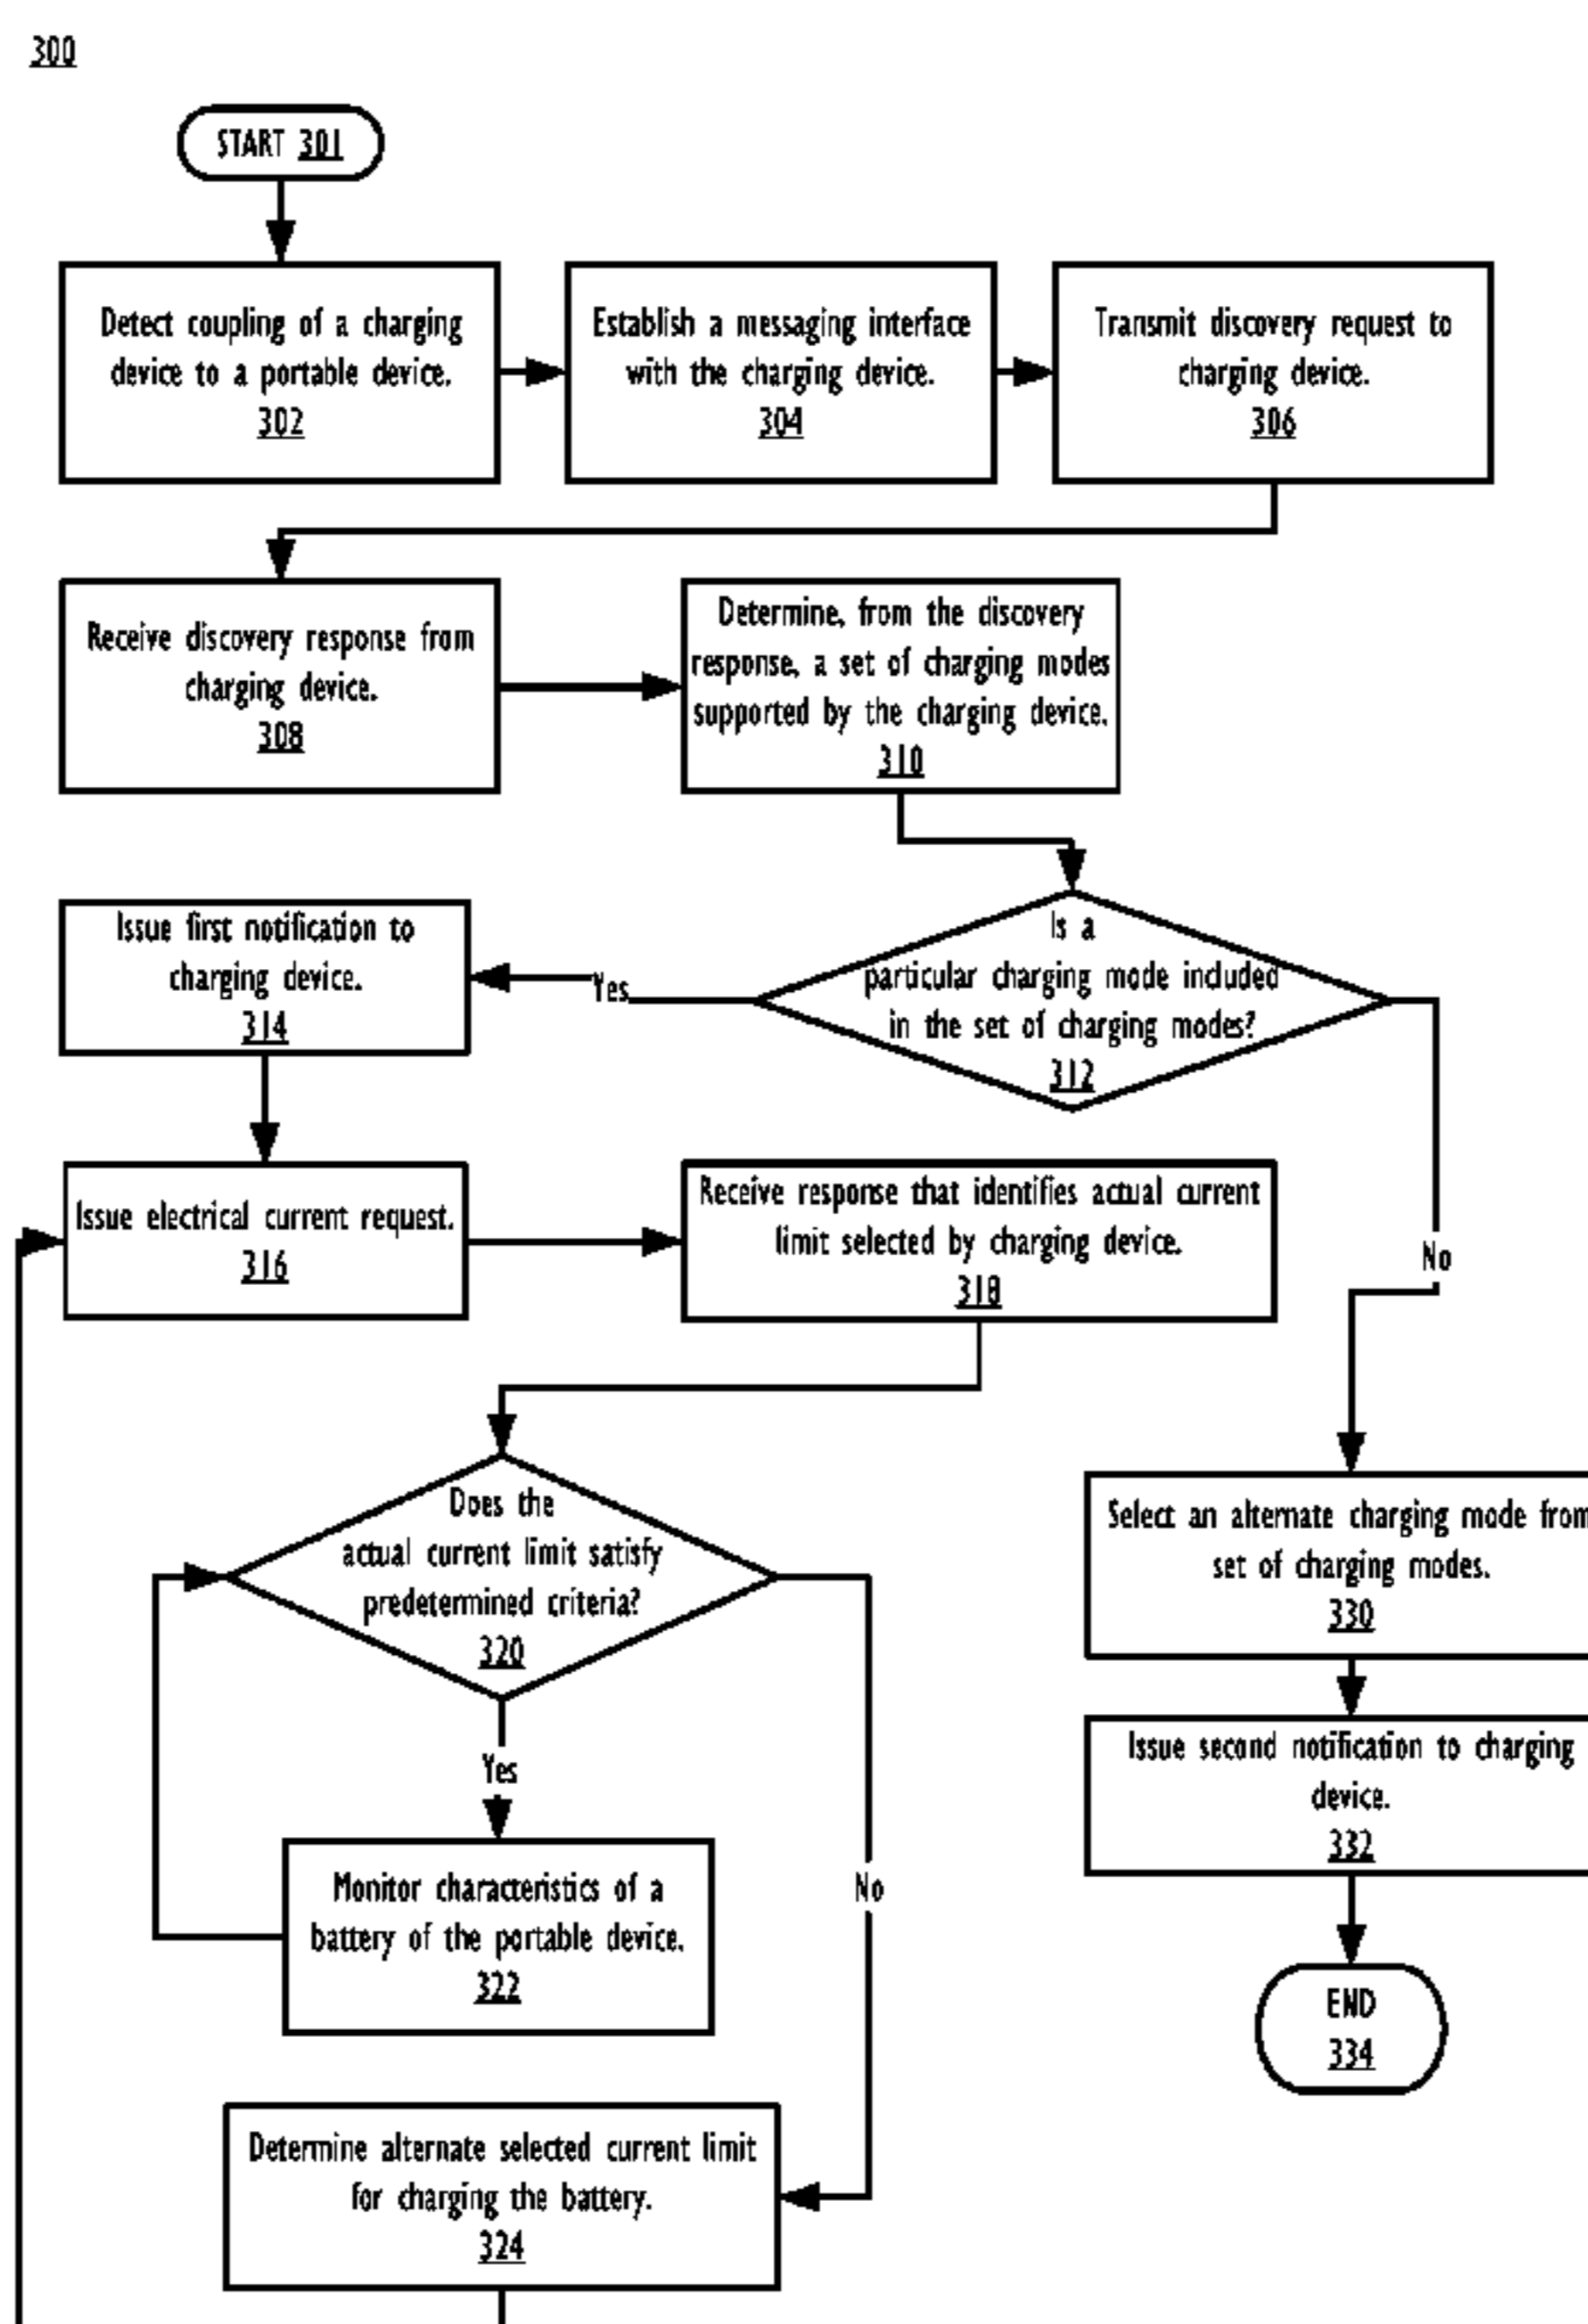 300
START 301
Detect coupling of a charging
device to a portable device.
302
Establish a messaging interface
with the charging device.
304
Transmit discovery request to
charging device.
306
Receive discovery response from
charging device.
308
Determine, from the discovery
response, a set of charging modes
supported by the charging device.
310
Is a
particular charging mode included
in the set of charging modes?
312
Yes
No
Issue first notification to
charging device.
314
Issue electrical current request.
316
Receive response that identifies actual current
limit selected by charging device.
318
Does the
actual current limit satisfy
predetermined criteria?
320
Yes
No
Monitor characteristics of a
battery of the portable device.
322
Determine alternate selected current limit
for charging the battery.
324
Select an alternate charging mode from
set of charging modes.
330
Issue second notification to charging
device.
332
END
334